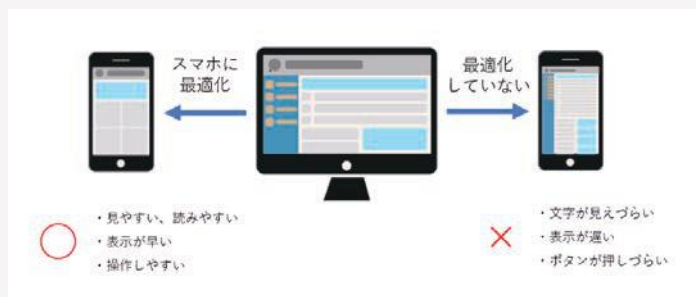 スマホに
最適化
最適化
していない
・見やすい、読みやすい
・表示が早い
・操作しやすい
・文字が見えづらい
・表示が遅い
・ボタンが押しづらい